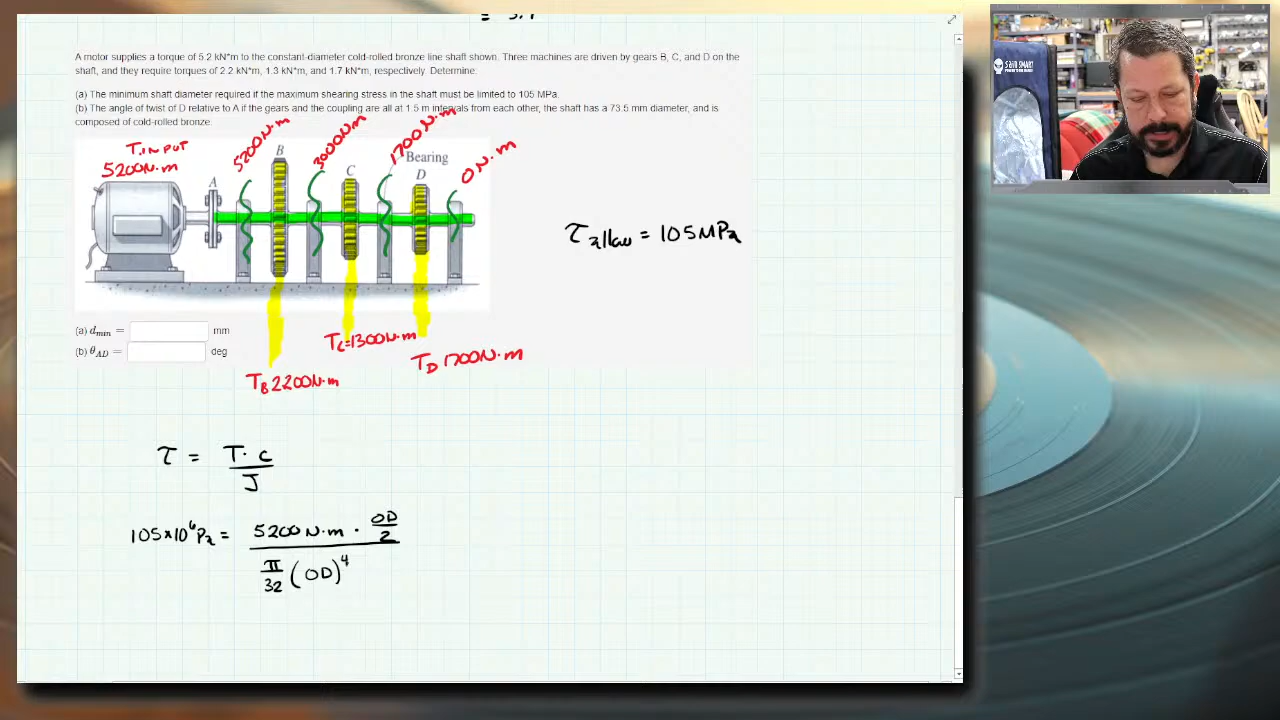 A motor supplies a torque of 5.2 kN*m to the constant-diameter cold-rolled bronze line shaft shown. Three machines are driven by gears B, C, and D on the
shaft, and they require torques of 2.2 kN*m, 1.3 kN*m, and 1.7 kN*m, respectively. Determine:
(a) The minimum shaft diameter required if the maximum shearing stress in the shaft must be limited to 105 MPa.
(b) The angle of twist of D relative to A if the gears and the coupling are all at 1.5 m intervals from each other, the shaft has a 73.5 mm diameter, and is
composed of cold-rolled bronze.
T.INPUT
5200N·m
5200N·m
3000N·m
1700N·m
0N·m
A
B
C
Bearing
D
τallow = 105MPa
(a) dmin = mm
(b) θAD = deg
TC=1300N·m
TD 1700N·m
TB 2200N·m
τ = T·c
J
105×10⁶Pa = 5200N·m · OD/2
π/32 (OD)⁴